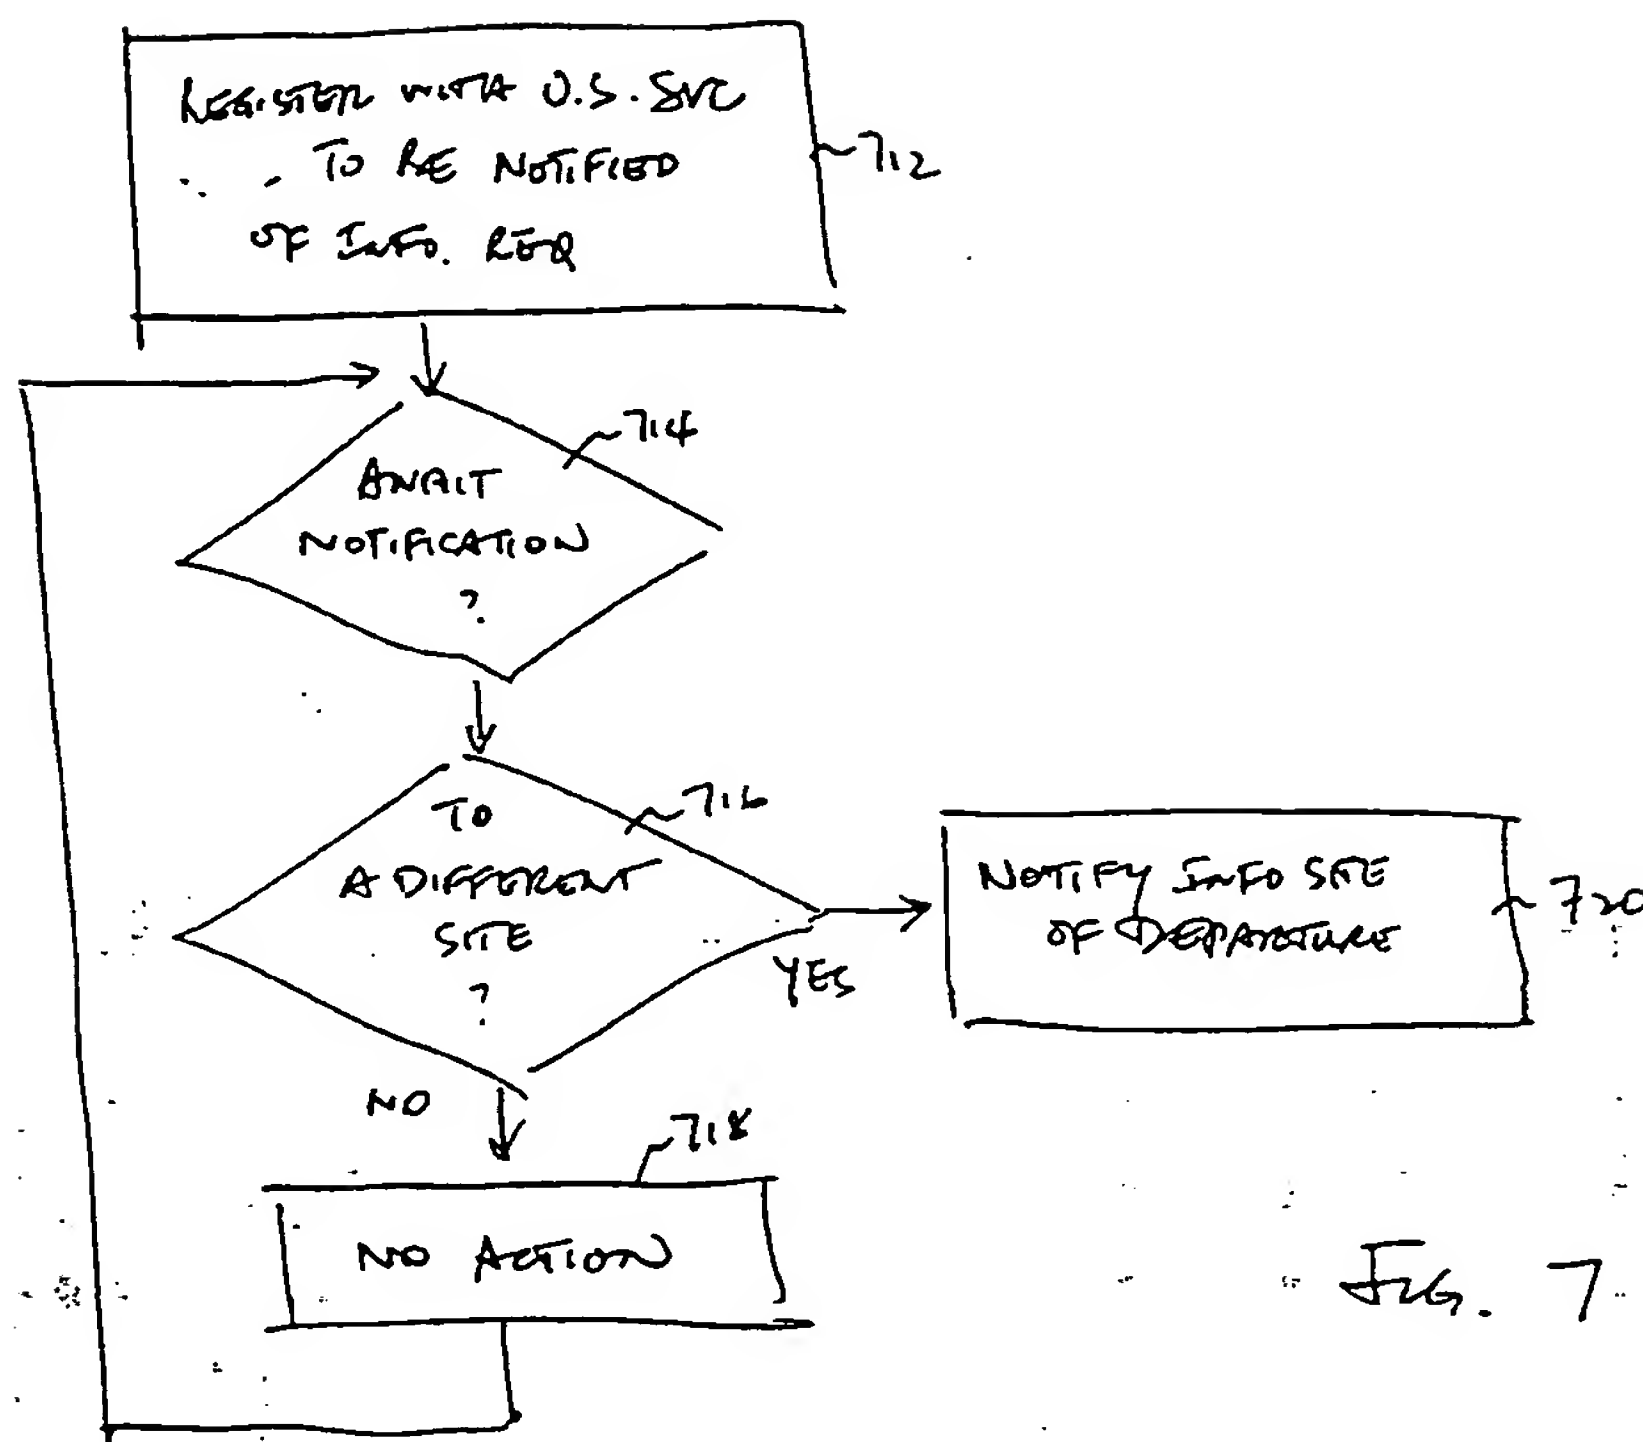 REGISTER WITH O.S. SVC
TO BE NOTIFIED
OF INFO. REQ
712
714
AWAIT
NOTIFICATION
?
716
TO
A DIFFERENT
SITE
?
YES
NOTIFY INFO SITE
OF DEPARTURE
720
NO
718
NO ACTION
FIG. 7